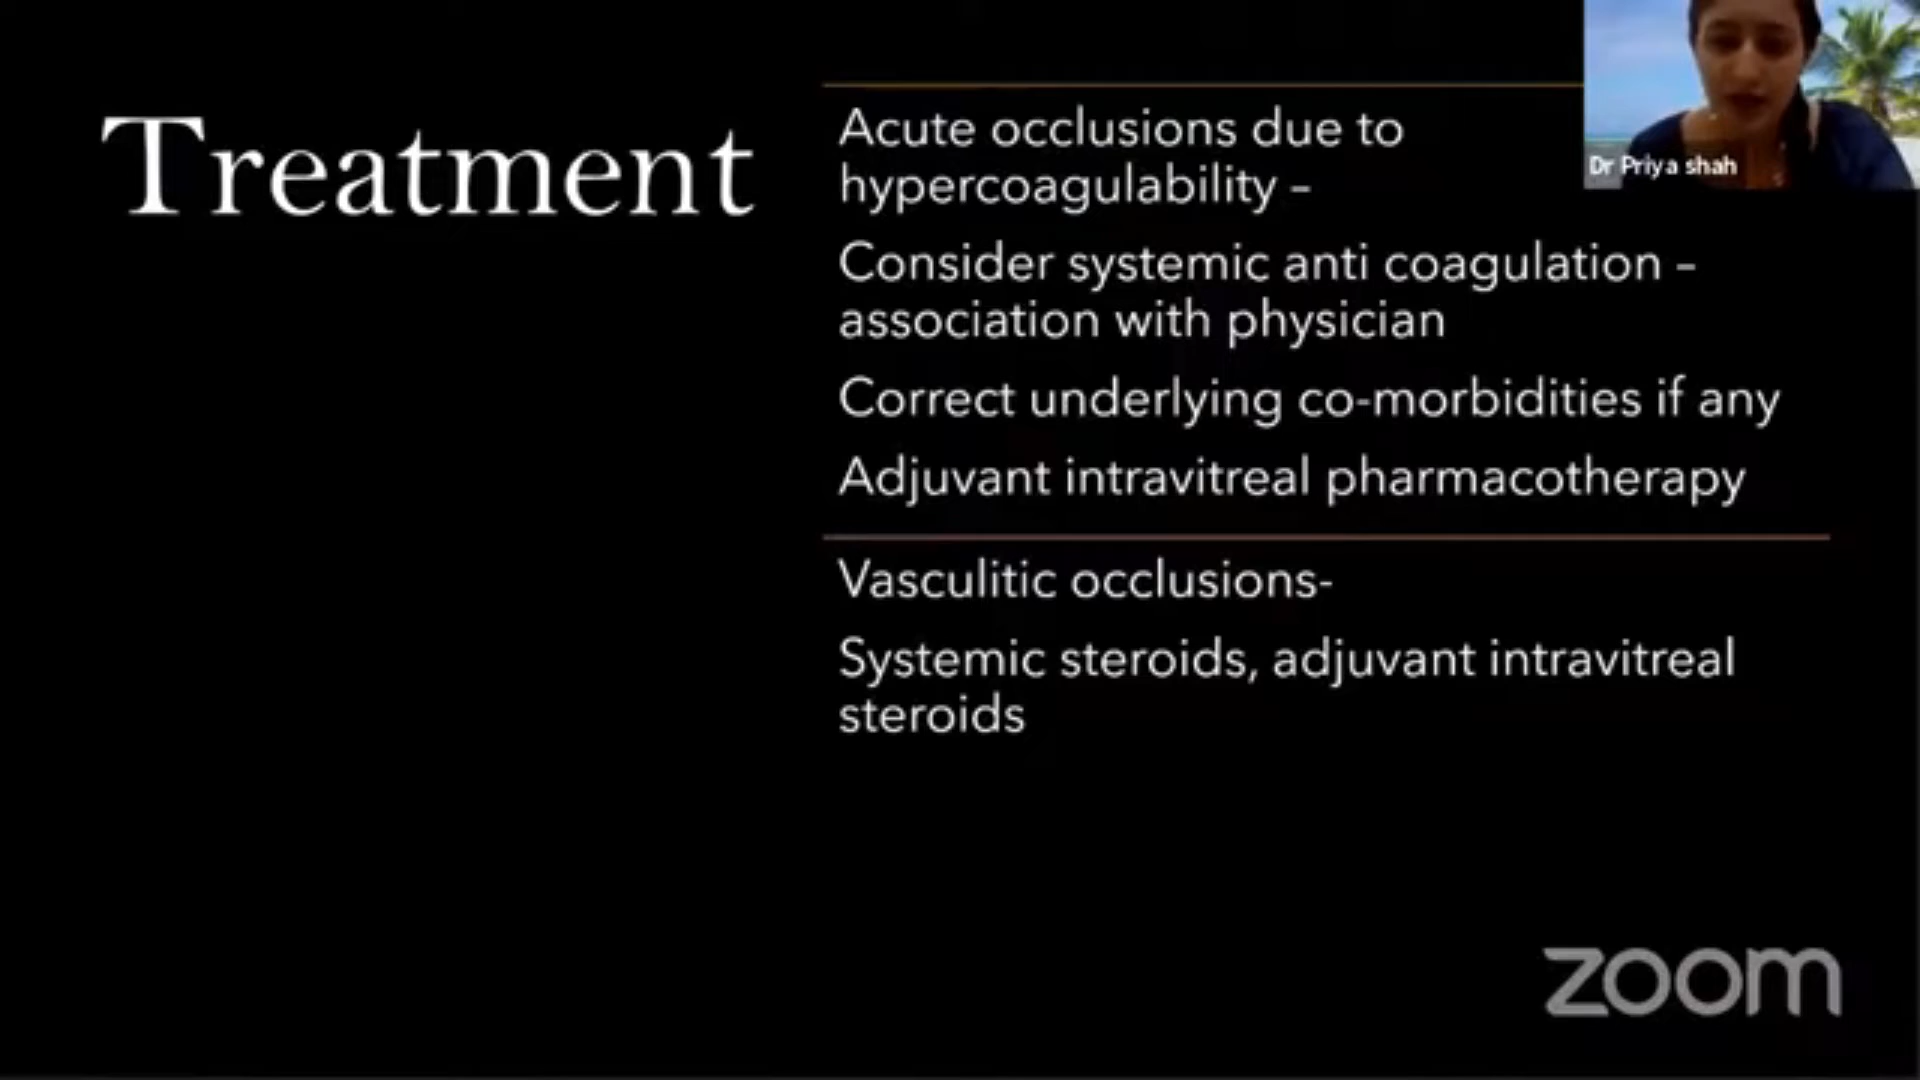 Treatment
Acute occlusions due to
hypercoagulability –
Consider systemic anti coagulation –
association with physician
Correct underlying co-morbidities if any
Adjuvant intravitreal pharmacotherapy
Vasculitic occlusions-
Systemic steroids, adjuvant intravitreal
steroids
Dr Priya shah
zoom